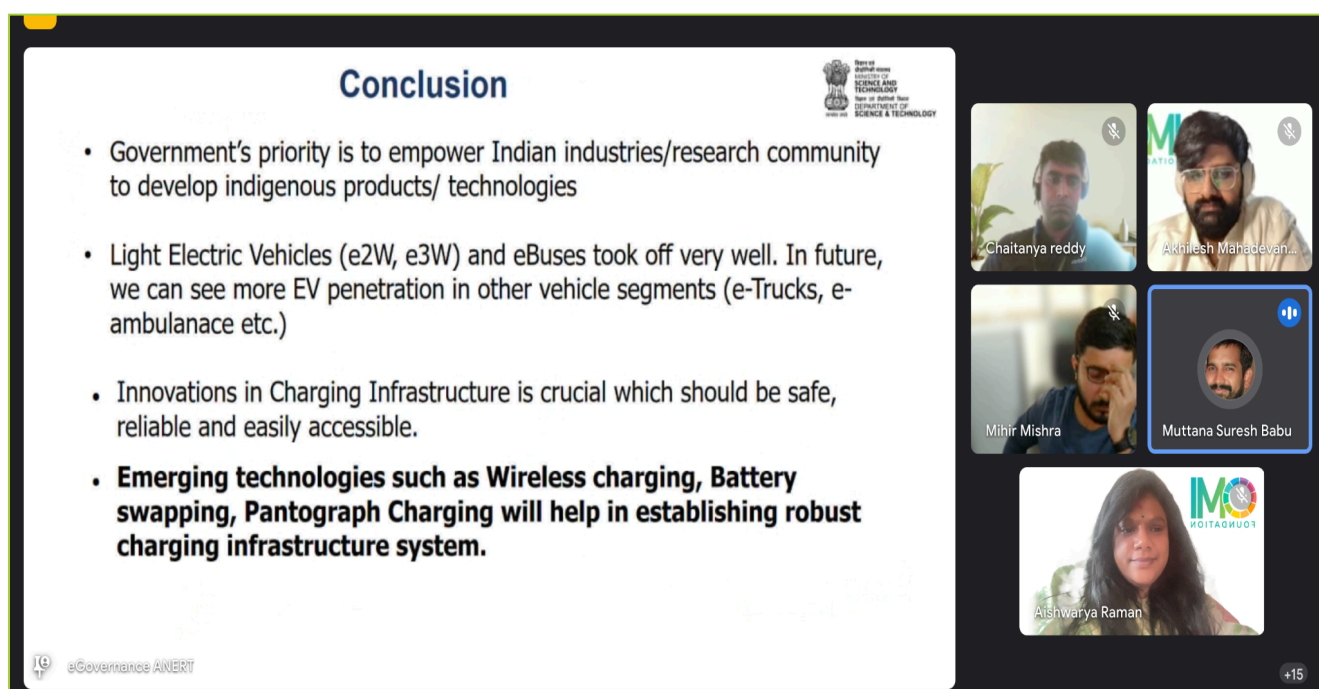 Conclusion
MINISTRY OF
SCIENCE AND
TECHNOLOGY
DEPARTMENT OF
SCIENCE & TECHNOLOGY
• Government's priority is to empower Indian industries/research community
to develop indigenous products/ technologies
• Light Electric Vehicles (e2W, e3W) and eBuses took off very well. In future,
we can see more EV penetration in other vehicle segments (e-Trucks, e-
ambulanace etc.)
• Innovations in Charging Infrastructure is crucial which should be safe,
reliable and easily accessible.
• Emerging technologies such as Wireless charging, Battery
swapping, Pantograph Charging will help in establishing robust
charging infrastructure system.
eGovernance ANERT
Chaitanya reddy
Akhilesh Mahadevan...
Mihir Mishra
Muttana Suresh Babu
IMO
FOUNDATION
Aishwarya Raman
+15